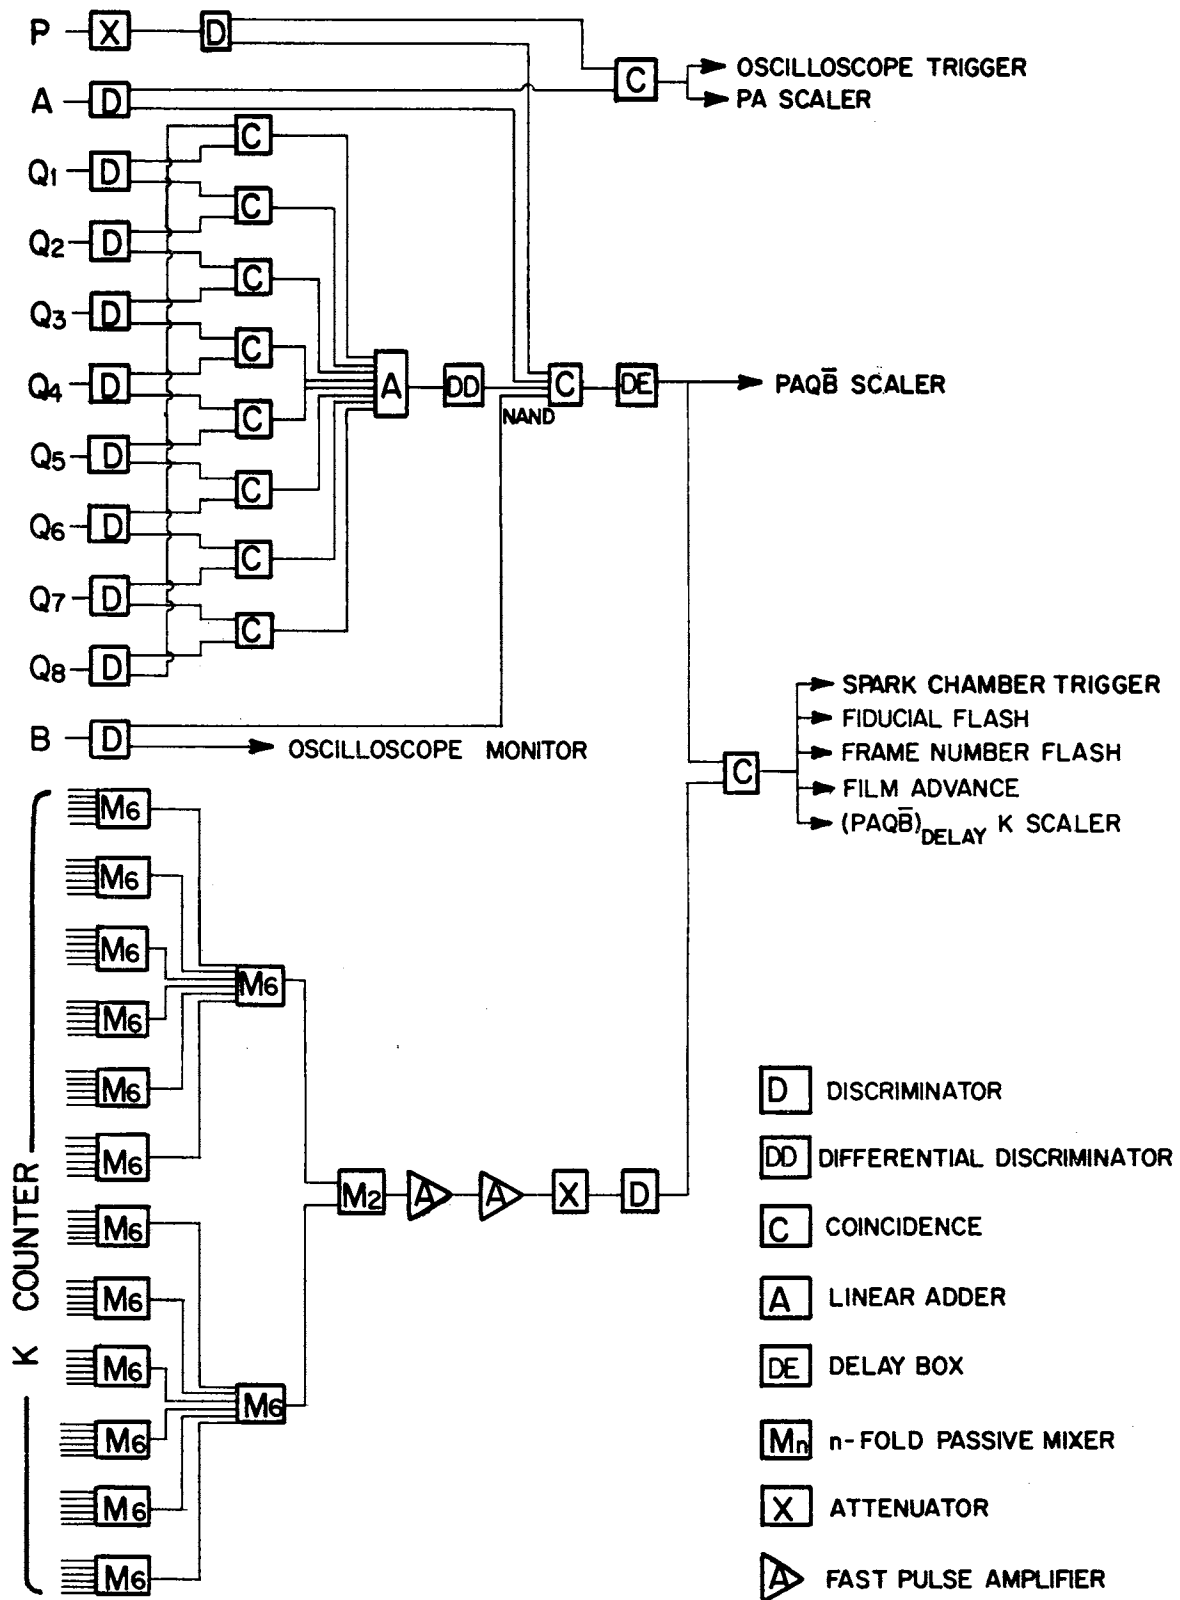 P X D
C OSCILLOSCOPE TRIGGER
PA SCALER
A D
C
Q1 D
C
Q2 D
C
Q3 D
C
Q4 D
A DD C DE PAQB̅ SCALER
NAND
C
Q5 D
C
Q6 D
C
Q7 D
C
Q8 D
B D OSCILLOSCOPE MONITOR
C
SPARK CHAMBER TRIGGER
FIDUCIAL FLASH
FRAME NUMBER FLASH
FILM ADVANCE
(PAQB̅)DELAY K SCALER
K COUNTER
M6
M6
M6
M6
M6
M6
M6
M6
M6
M6
M6
M6
M6
M6
M2 A A X D
D DISCRIMINATOR
DD DIFFERENTIAL DISCRIMINATOR
C COINCIDENCE
A LINEAR ADDER
DE DELAY BOX
Mn n-FOLD PASSIVE MIXER
X ATTENUATOR
A FAST PULSE AMPLIFIER